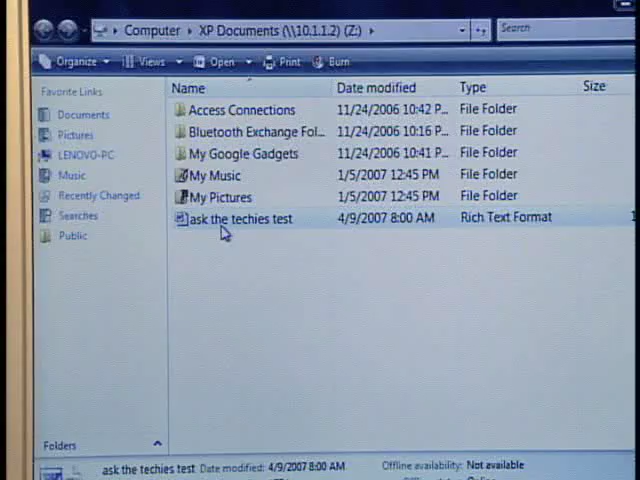 Computer XP Documents (\\10.1.1.2) (Z:) Search
Organize Views Open Print Burn
Favorite Links Name Date modified Type Size
Documents
Pictures
LENOVO-PC
Music
Recently Changed
Searches
Public
Access Connections 11/24/2006 10:42 P... File Folder
Bluetooth Exchange Fol... 11/24/2006 10:16 P... File Folder
My Google Gadgets 11/24/2006 10:41 P... File Folder
My Music 1/5/2007 12:45 PM File Folder
My Pictures 1/5/2007 12:45 PM File Folder
ask the techies test 4/9/2007 8:00 AM Rich Text Format
Folders
ask the techies test Date modified: 4/9/2007 8:00 AM Offline availability: Not available